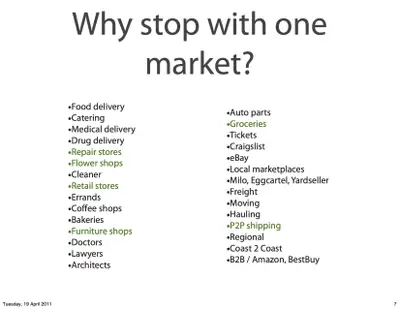 Why stop with one
market?
•Food delivery
•Catering
•Medical delivery
•Drug delivery
•Repair stores
•Flower shops
•Cleaner
•Retail stores
•Errands
•Coffee shops
•Bakeries
•Furniture shops
•Doctors
•Lawyers
•Architects
•Auto parts
•Groceries
•Tickets
•Craigslist
•eBay
•Local marketplaces
•Milo, Eggcartel, Yardseller
•Freight
•Moving
•Hauling
•P2P shipping
•Regional
•Coast 2 Coast
•B2B / Amazon, BestBuy
Tuesday, 19 April 2011
7